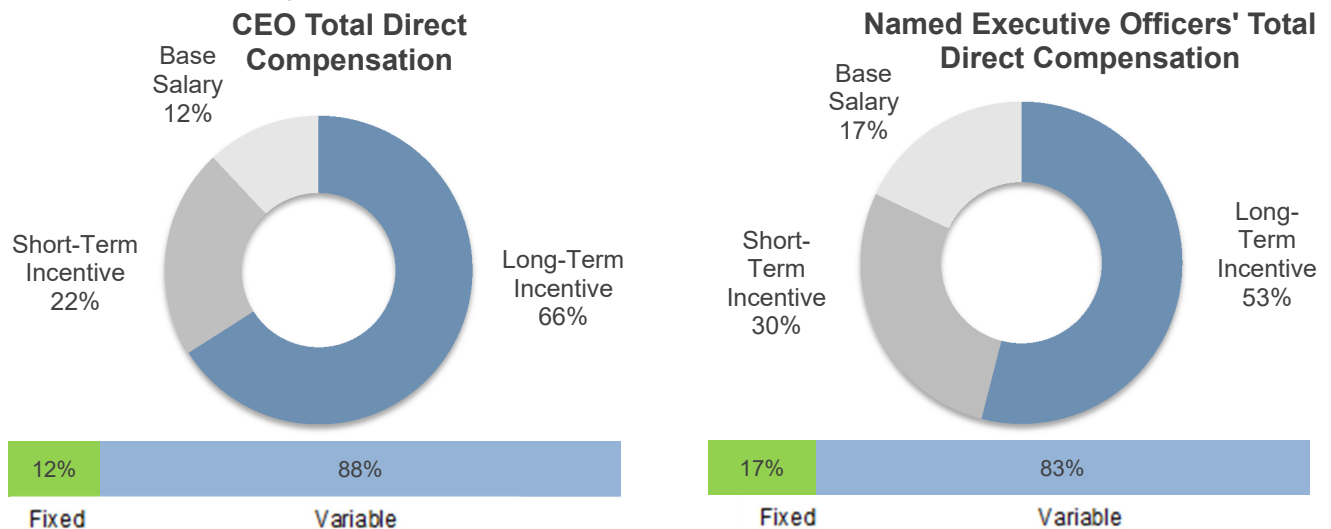 CEO Total Direct
Compensation
Base
Salary
12%
Short-Term
Incentive
22%
Long-Term
Incentive
66%
12%
88%
Fixed
Variable
Named Executive Officers' Total
Direct Compensation
Base
Salary
17%
Short-
Term
Incentive
30%
Long-
Term
Incentive
53%
17%
83%
Fixed
Variable